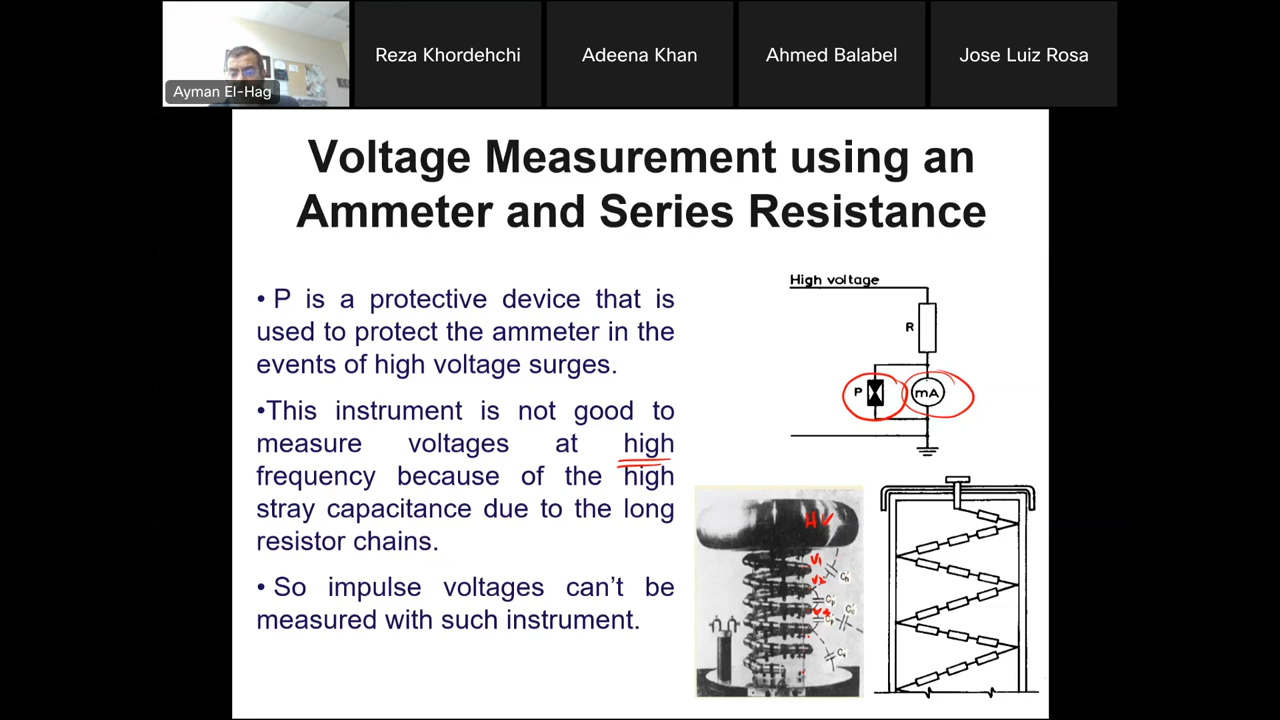 Ayman El-Hag
Reza Khordehchi
Adeena Khan
Ahmed Balabel
Jose Luiz Rosa
Voltage Measurement using an
Ammeter and Series Resistance
• P is a protective device that is
used to protect the ammeter in the
events of high voltage surges.
•This instrument is not good to
measure voltages at high
frequency because of the high
stray capacitance due to the long
resistor chains.
• So impulse voltages can't be
measured with such instrument.
High voltage
R
P
mA
HV
V1
V2